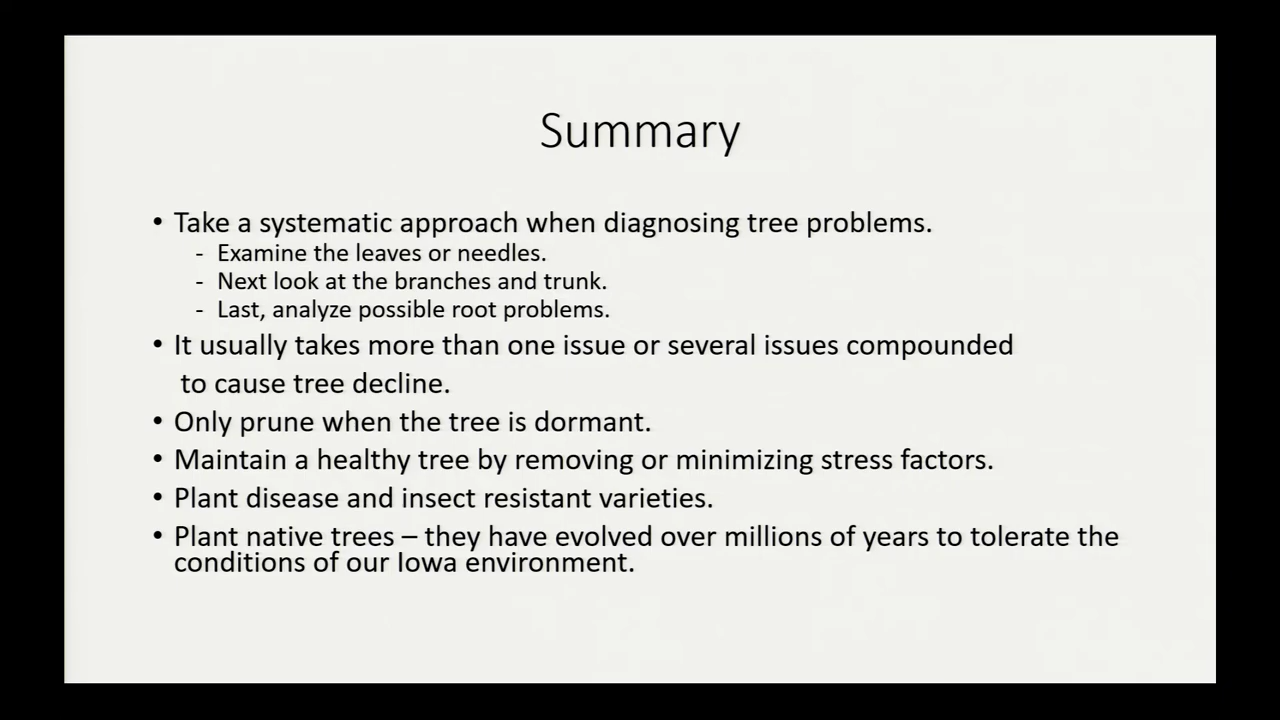 Summary
• Take a systematic approach when diagnosing tree problems.
- Examine the leaves or needles.
- Next look at the branches and trunk.
- Last, analyze possible root problems.
• It usually takes more than one issue or several issues compounded
to cause tree decline.
• Only prune when the tree is dormant.
• Maintain a healthy tree by removing or minimizing stress factors.
• Plant disease and insect resistant varieties.
• Plant native trees – they have evolved over millions of years to tolerate the
conditions of our Iowa environment.